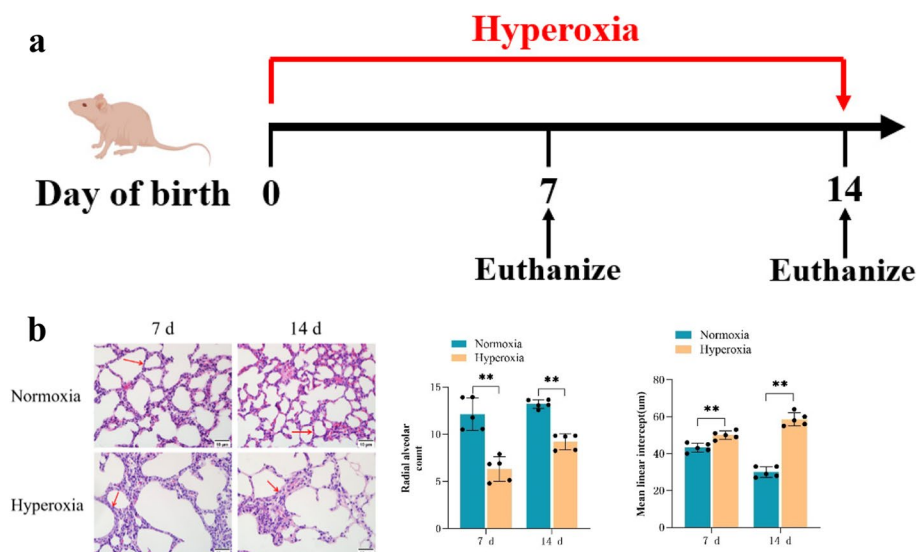 a
Hyperoxia
Day of birth 0 7 14
Euthanize Euthanize
b
7 d 14 d
Normoxia
Hyperoxia
Normoxia
Hyperoxia
Radial alveolar
count
15
10
5
0
** **
7 d 14 d
Normoxia
Hyperoxia
Mean linear intercept(um)
80
60
40
20
0
** **
7 d 14 d